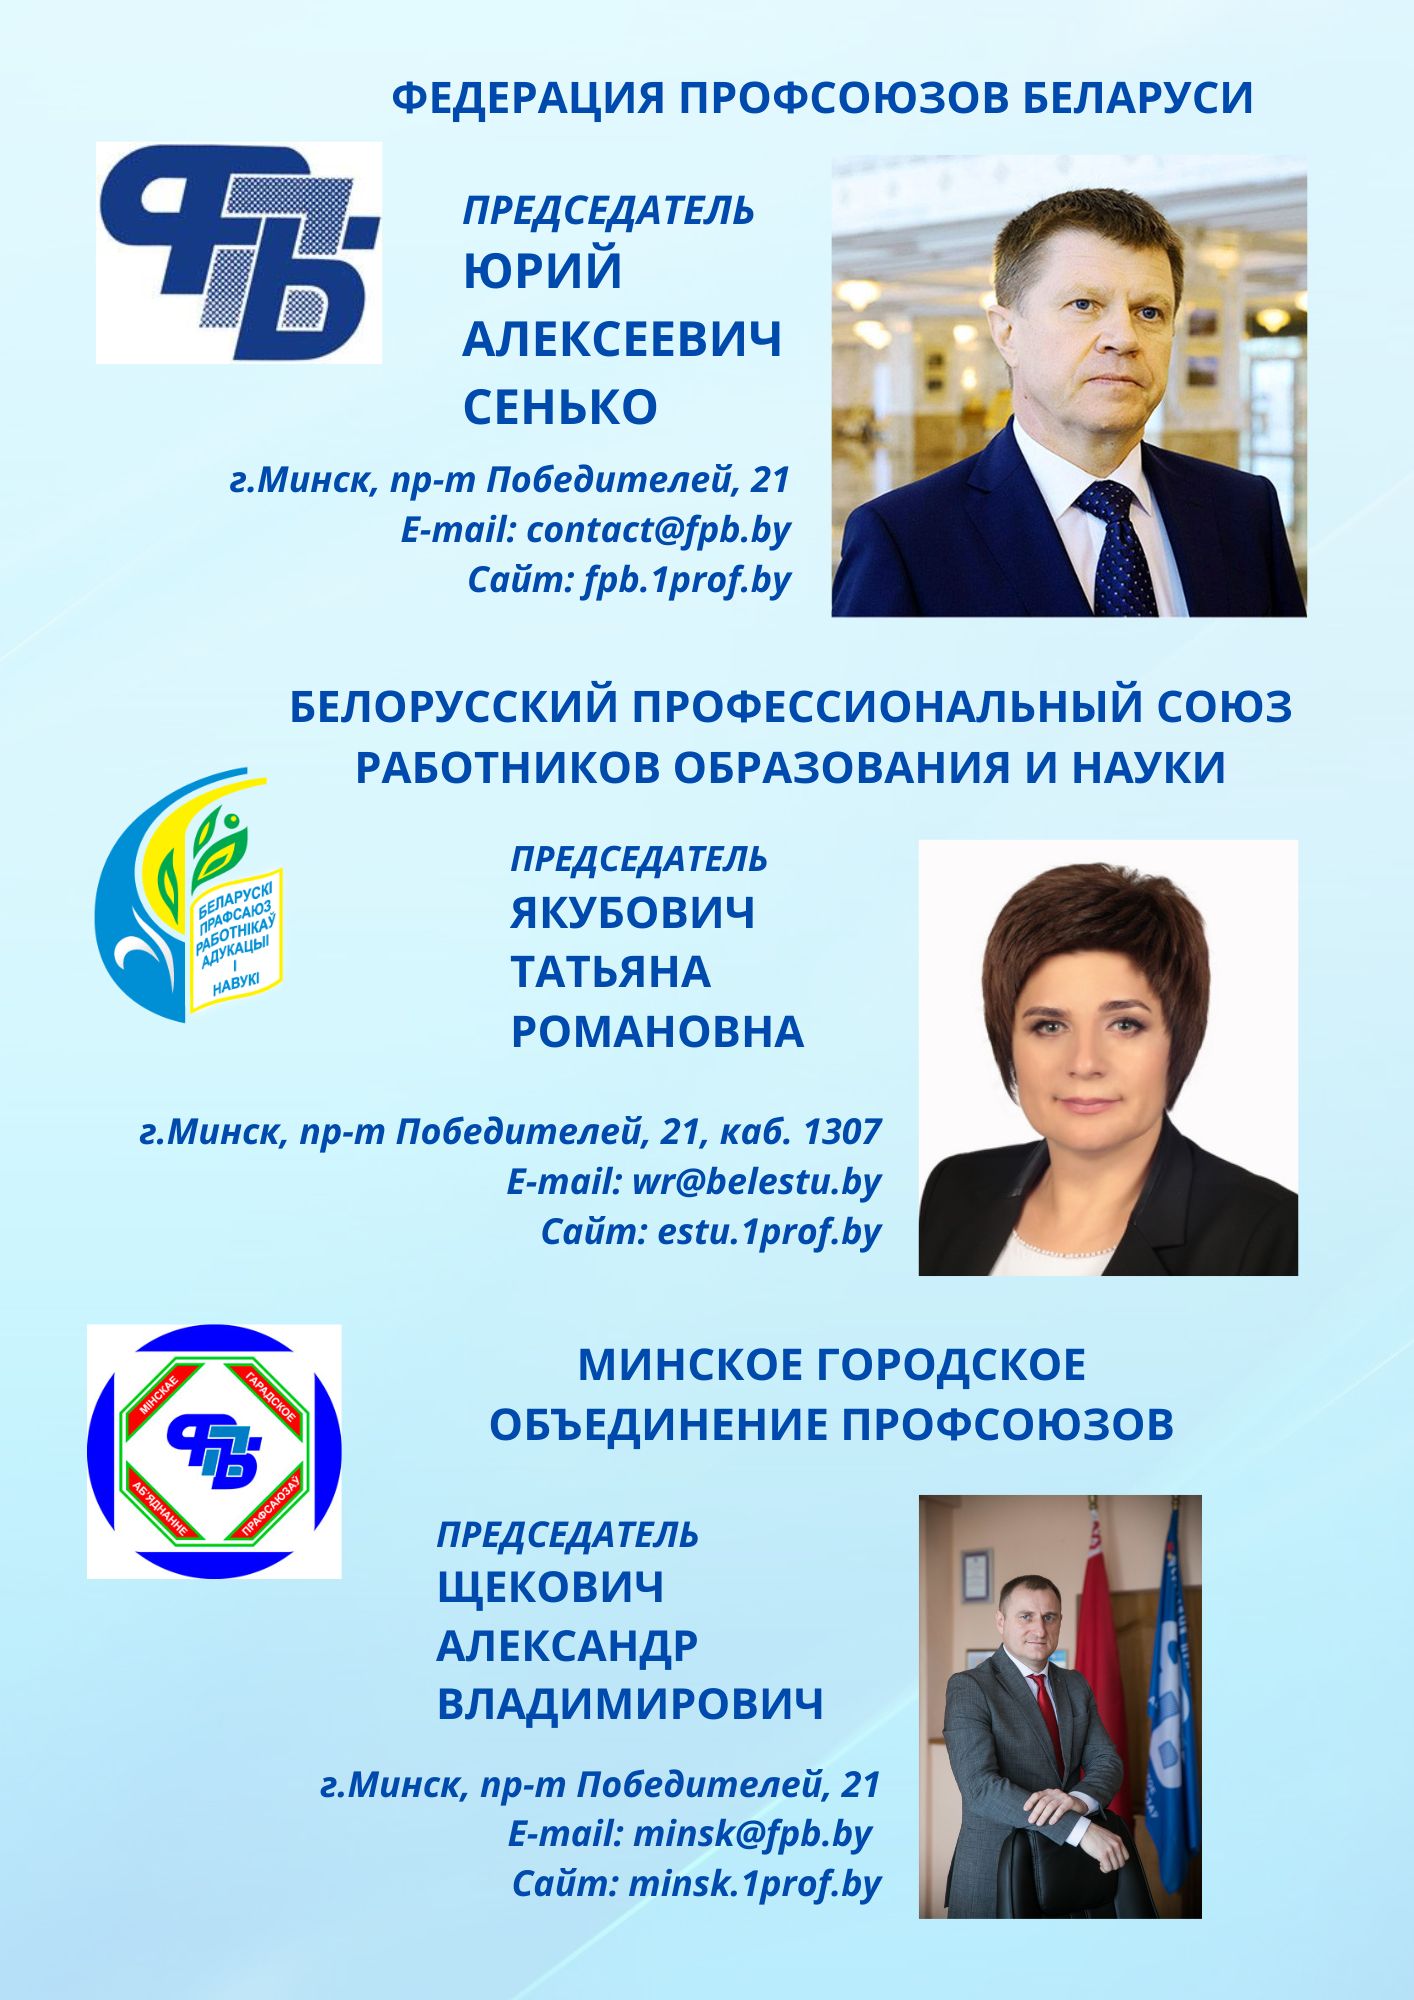 ФЕДЕРАЦИЯ ПРОФСОЮЗОВ БЕЛАРУСИ
ФПБ
ПРЕДСЕДАТЕЛЬ
ЮРИЙ
АЛЕКСЕЕВИЧ
СЕНЬКО
г.Минск, пр-т Победителей, 21
E-mail: contact@fpb.by
Сайт: fpb.1prof.by
БЕЛОРУССКИЙ ПРОФЕССИОНАЛЬНЫЙ СОЮЗ
РАБОТНИКОВ ОБРАЗОВАНИЯ И НАУКИ
БЕЛАРУСКІ
ПРАФСАЮЗ
РАБОТНІКАЎ
АДУКАЦЫІ
І
НАВУКІ
ПРЕДСЕДАТЕЛЬ
ЯКУБОВИЧ
ТАТЬЯНА
РОМАНОВНА
г.Минск, пр-т Победителей, 21, каб. 1307
E-mail: wr@belestu.by
Сайт: estu.1prof.by
МИНСКОЕ ГОРОДСКОЕ
ОБЪЕДИНЕНИЕ ПРОФСОЮЗОВ
МІНСКАЕ
ГАРАДСКОЕ
ФПБ
АБ'ЯДНАННЕ
ПРАФСАЮЗАЎ
ПРЕДСЕДАТЕЛЬ
ЩЕКОВИЧ
АЛЕКСАНДР
ВЛАДИМИРОВИЧ
г.Минск, пр-т Победителей, 21
E-mail: minsk@fpb.by
Сайт: minsk.1prof.by